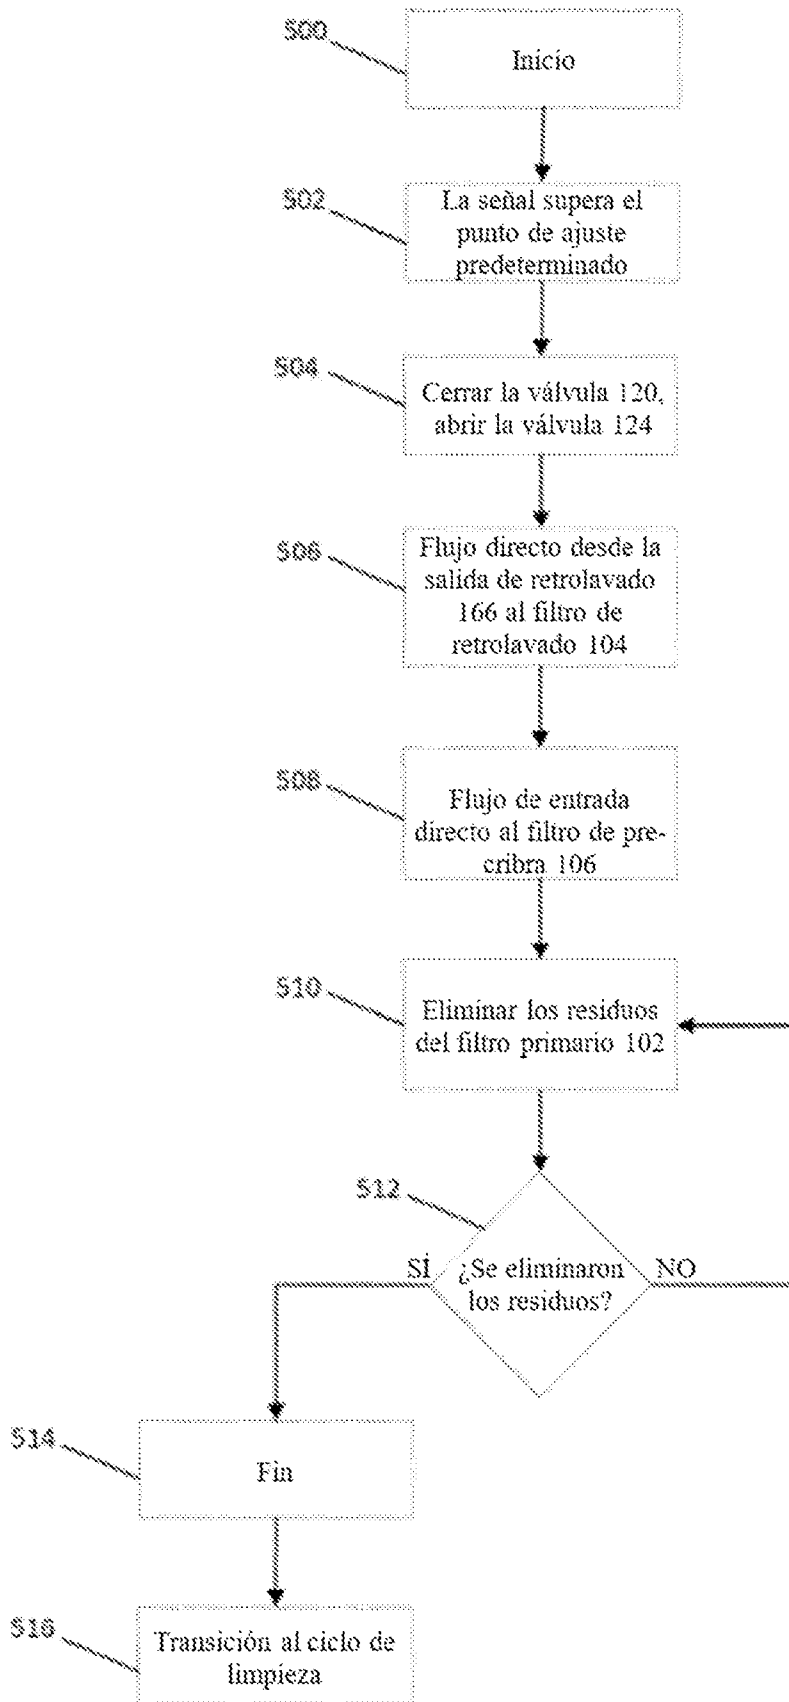 500
Inicio
502
La señal supera el
punto de ajuste
predeterminado
504
Cerrar la válvula 120,
abrir la válvula 124
506
Flujo directo desde la
salida de retrolavado
166 al filtro de
retrolavado 104
508
Flujo de entrada
directo al filtro de pre-
cribra 106
510
Eliminar los residuos
del filtro primario 102
512
SÍ
¿Se eliminaron
los residuos?
NO
514
Fin
516
Transición al ciclo de
limpieza